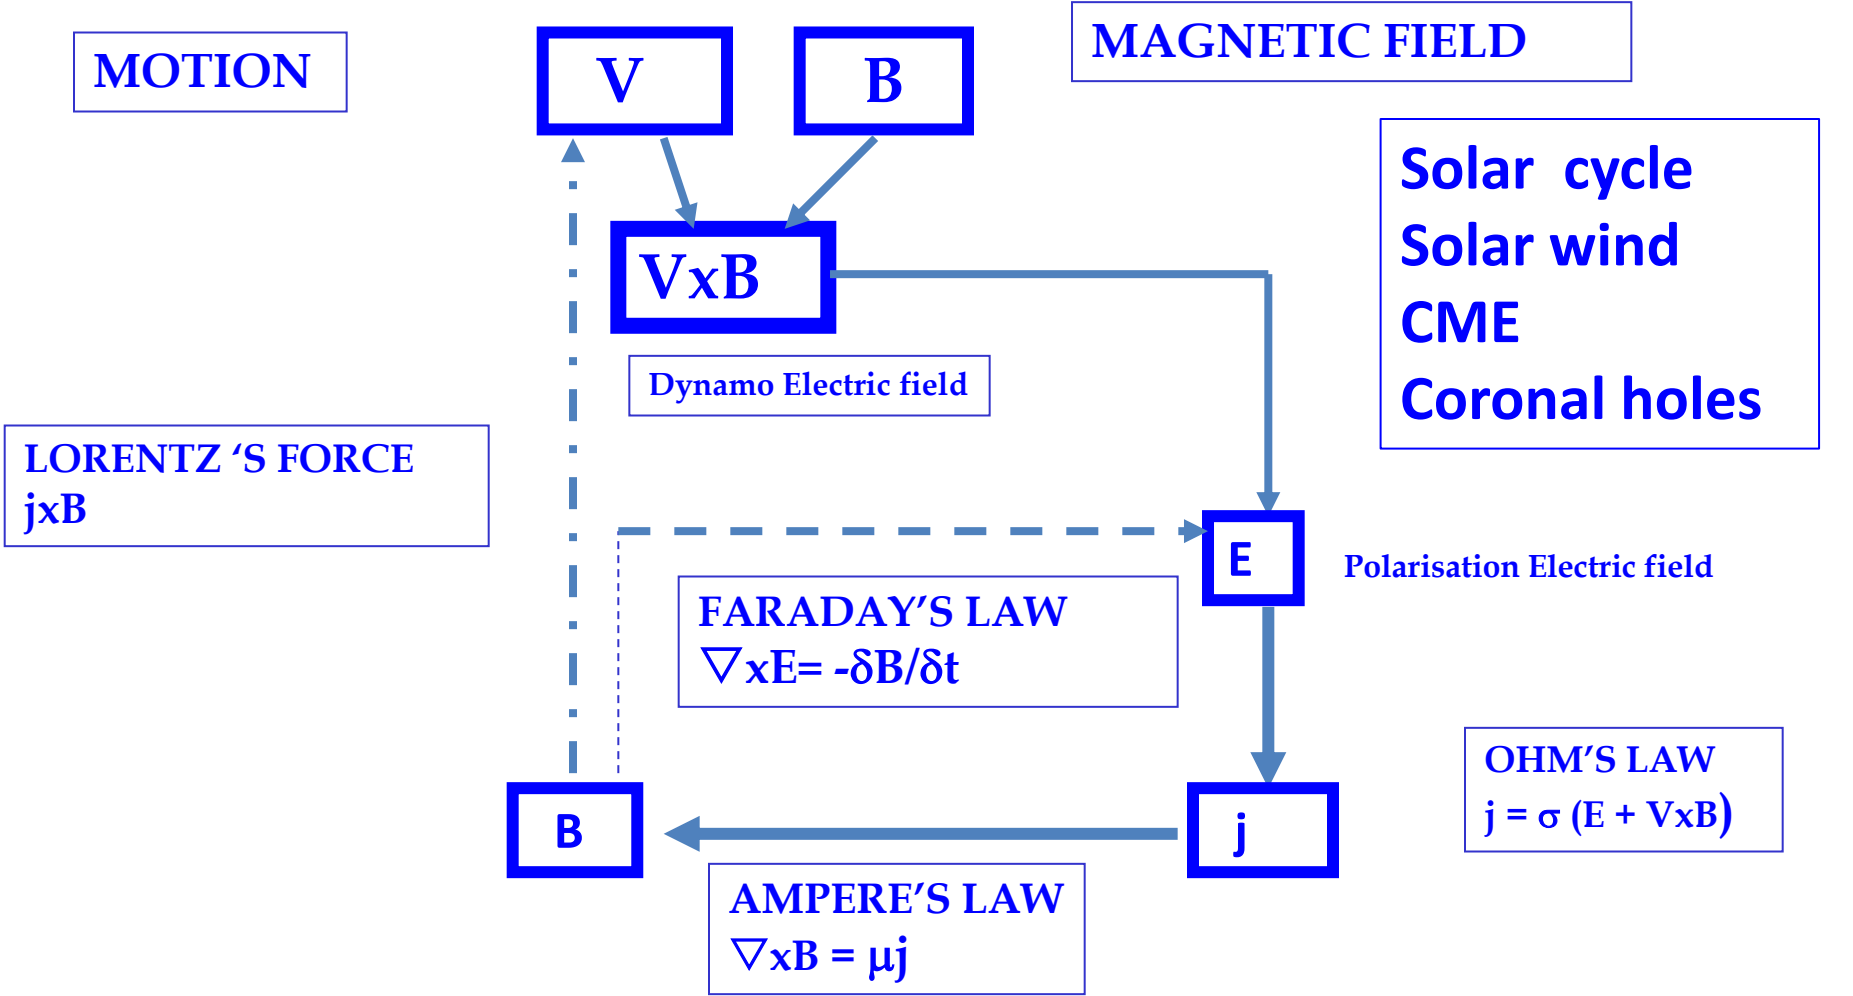 MOTION
V
B
MAGNETIC FIELD
Solar cycle
Solar wind
CME
Coronal holes
VxB
Dynamo Electric field
LORENTZ ‘S FORCE
jxB
E
Polarisation Electric field
FARADAY’S LAW
▽xE= -δB/δt
OHM’S LAW
j = σ (E + VxB)
B
j
AMPERE’S LAW
▽xB = μj